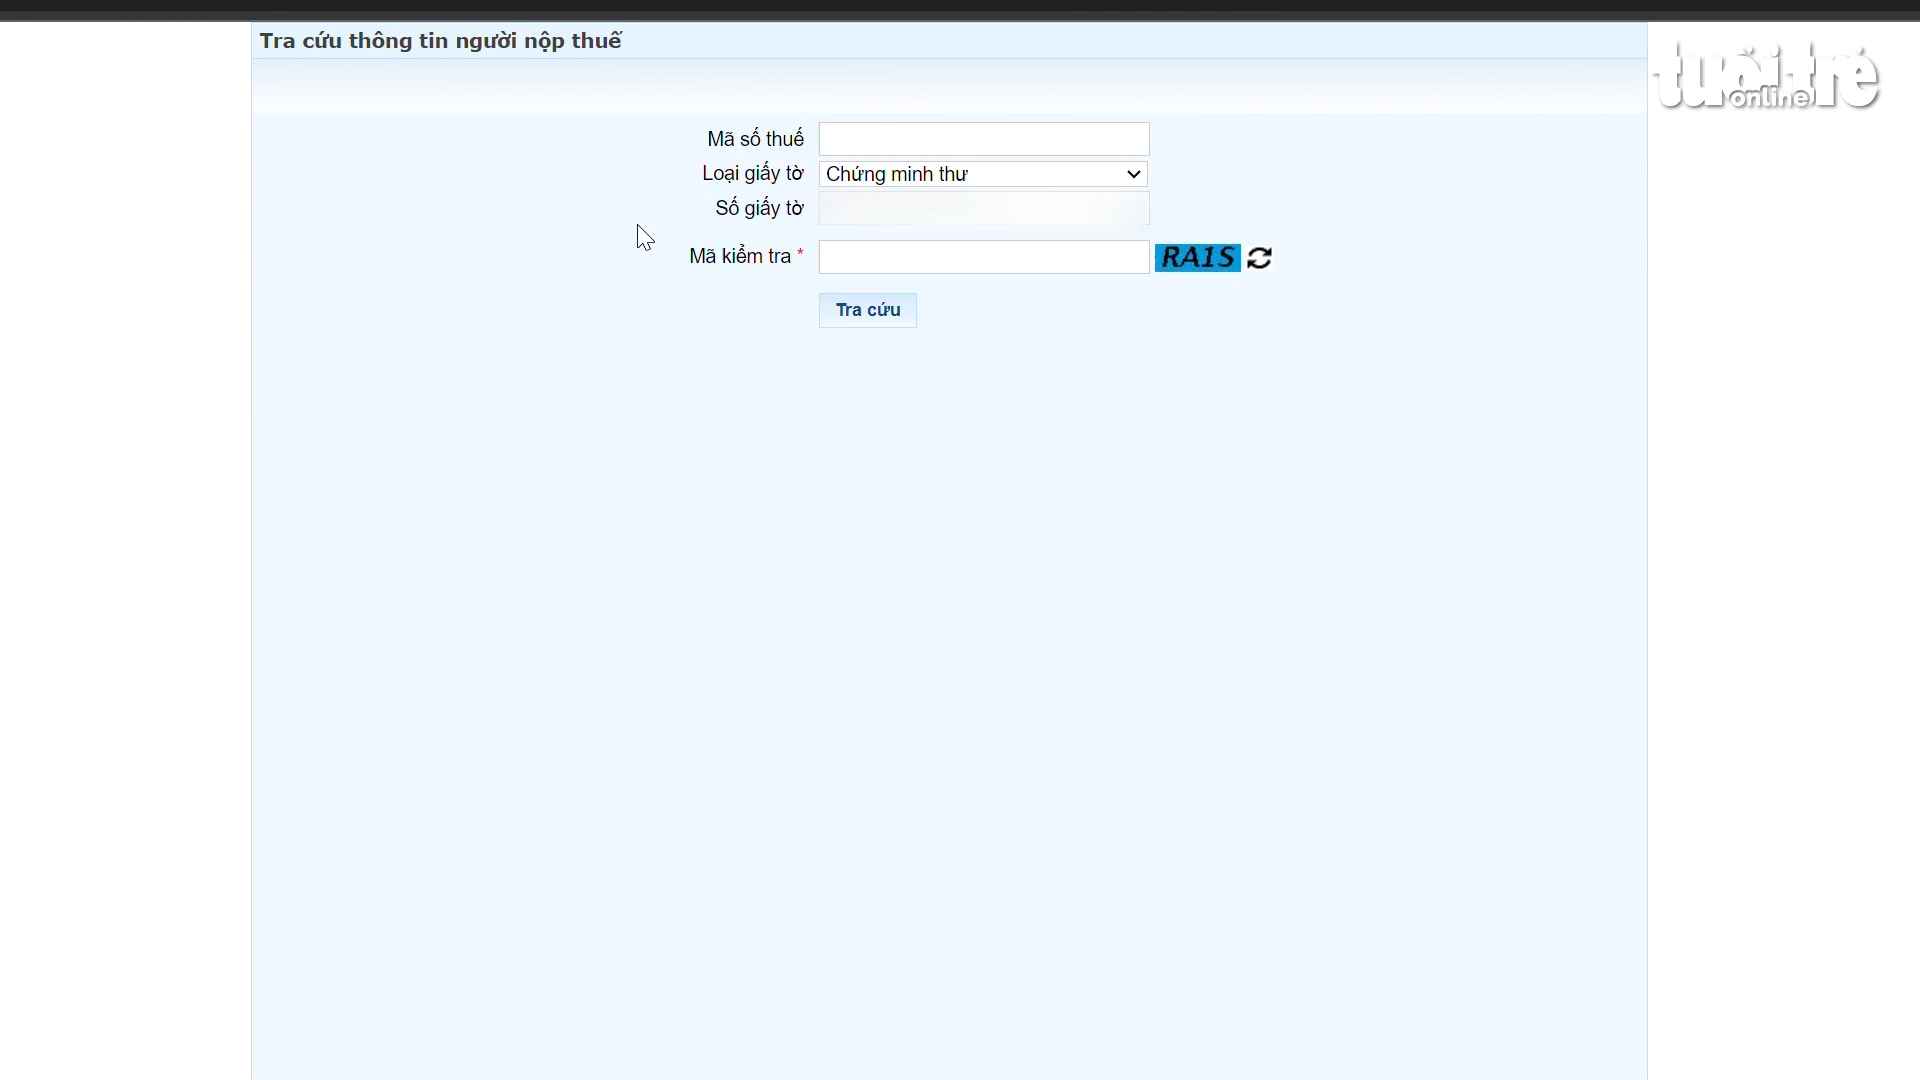 Tra cứu thông tin người nộp thuế
tuổi trẻ
online
Mã số thuế
Loại giấy tờ Chứng minh thư
Số giấy tờ
Mã kiểm tra * RA1S
Tra cứu